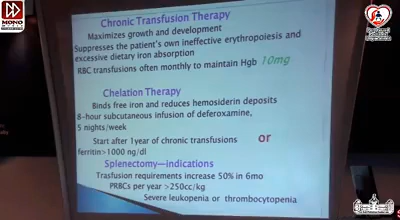 MONO
Chronic Transfusion Therapy
Maximizes growth and development
Suppresses the patient's own ineffective erythropoiesis and
excessive dietary iron absorption
RBC transfusions often monthly to maintain Hgb 10mg
Chelation Therapy
Binds free iron and reduces hemosiderin deposits
8-hour subcutaneous infusion of deferoxamine,
5 nights/week
Start after 1year of chronic transfusions or
ferritin>1000 ng/dl
Splenectomy—indications
Trasfusion requirements increase 50% in 6mo
PRBCs per year >250cc/kg
Severe leukopenia or thrombocytopenia